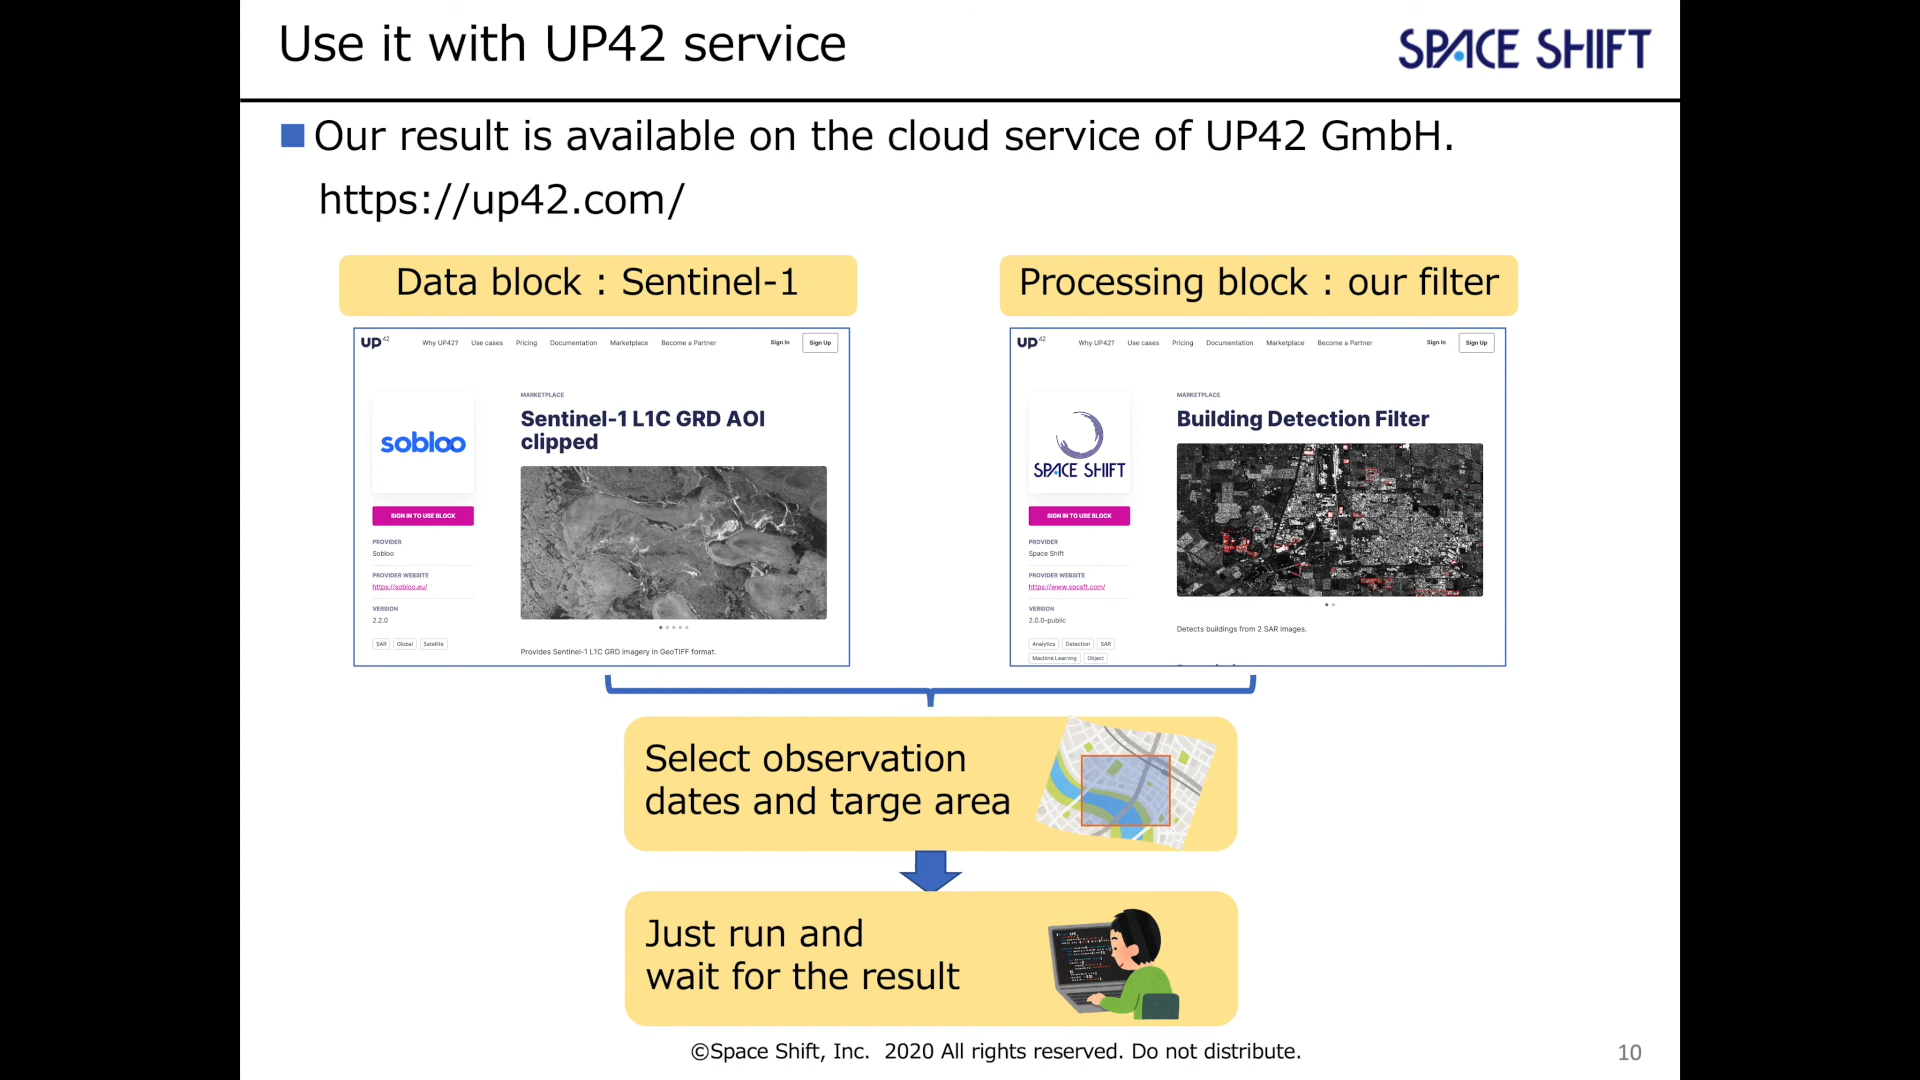 Use it with UP42 service
SPACE SHIFT
Our result is available on the cloud service of UP42 GmbH.
https://up42.com/
Data block : Sentinel-1
UP42
Why UP42? Use cases Pricing Documentation Marketplace Become a Partner Sign In Sign Up
sobloo
SIGN IN TO USE BLOCK
PROVIDER
Sobloo
PROVIDER WEBSITE
https://sobloo.eu/
VERSION
2.2.0
SAR Global Satellite
MARKETPLACE
Sentinel-1 L1C GRD AOI
clipped
Provides Sentinel-1 L1C GRD imagery in GeoTIFF format.
Processing block : our filter
UP42
Why UP42? Use cases Pricing Documentation Marketplace Become a Partner Sign In Sign Up
SPACE SHIFT
SIGN IN TO USE BLOCK
PROVIDER
Space Shift
PROVIDER WEBSITE
https://www.spcsft.com/
VERSION
2.0.0-public
Analytics Detection SAR
Machine Learning Object
MARKETPLACE
Building Detection Filter
Detects buildings from 2 SAR images.
Select observation
dates and targe area
Just run and
wait for the result
©Space Shift, Inc. 2020 All rights reserved. Do not distribute.
10